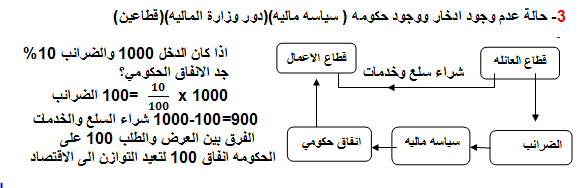 3- حالة عدم وجود ادخار ووجود حكومه ( سياسه ماليه)(دور وزارة الماليه)(قطاعين)
اذا كان الدخل 1000 والضرائب 10%
جد الانفاق الحكومي؟
1000 x 10/100 =100 الضرائب
1000-100=900 شراء السلع والخدمات
الفرق بين العرض والطلب 100 على
الحكومه انفاق 100 لتعيد التوازن الى الاقتصاد
قطاع العائله
شراء سلع وخدمات
قطاع الاعمال
الضرائب
سياسه ماليه
انفاق حكومي